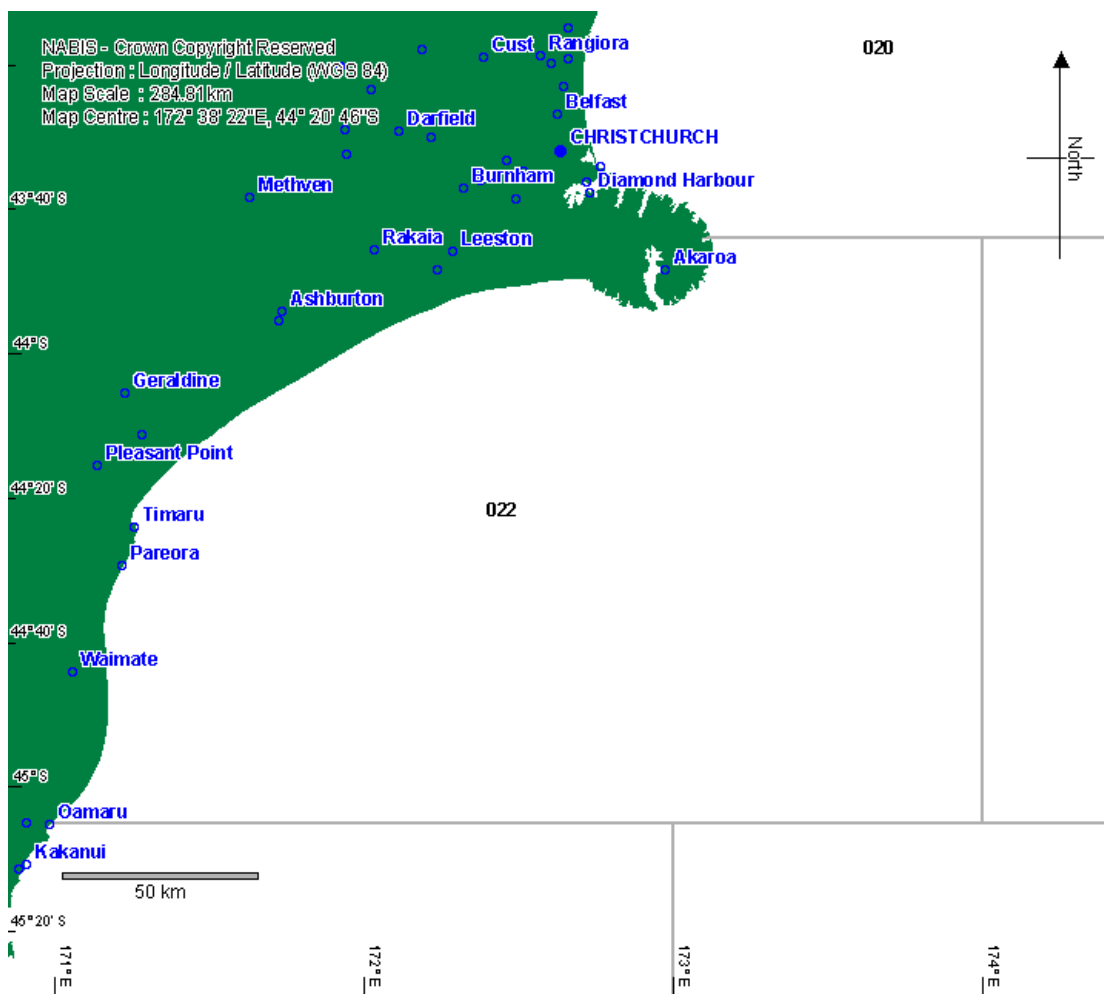 NABIS - Crown Copyright Reserved
Projection : Longitude / Latitude (WGS 84)
Map Scale : 284.81km
Map Centre : 172° 38' 22"E, 44° 20' 46"S
020
North
Cust
Rangiora
Belfast
Darfield
CHRISTCHURCH
Burnham
Diamond Harbour
Methven
43°40' S
Rakaia
Leeston
Akaroa
Ashburton
44°S
Geraldine
Pleasant Point
44°20' S
022
Timaru
Pareora
44°40' S
Waimate
45°S
Oamaru
Kakanui
50 km
45°20' S
171°E
172°E
173°E
174°E